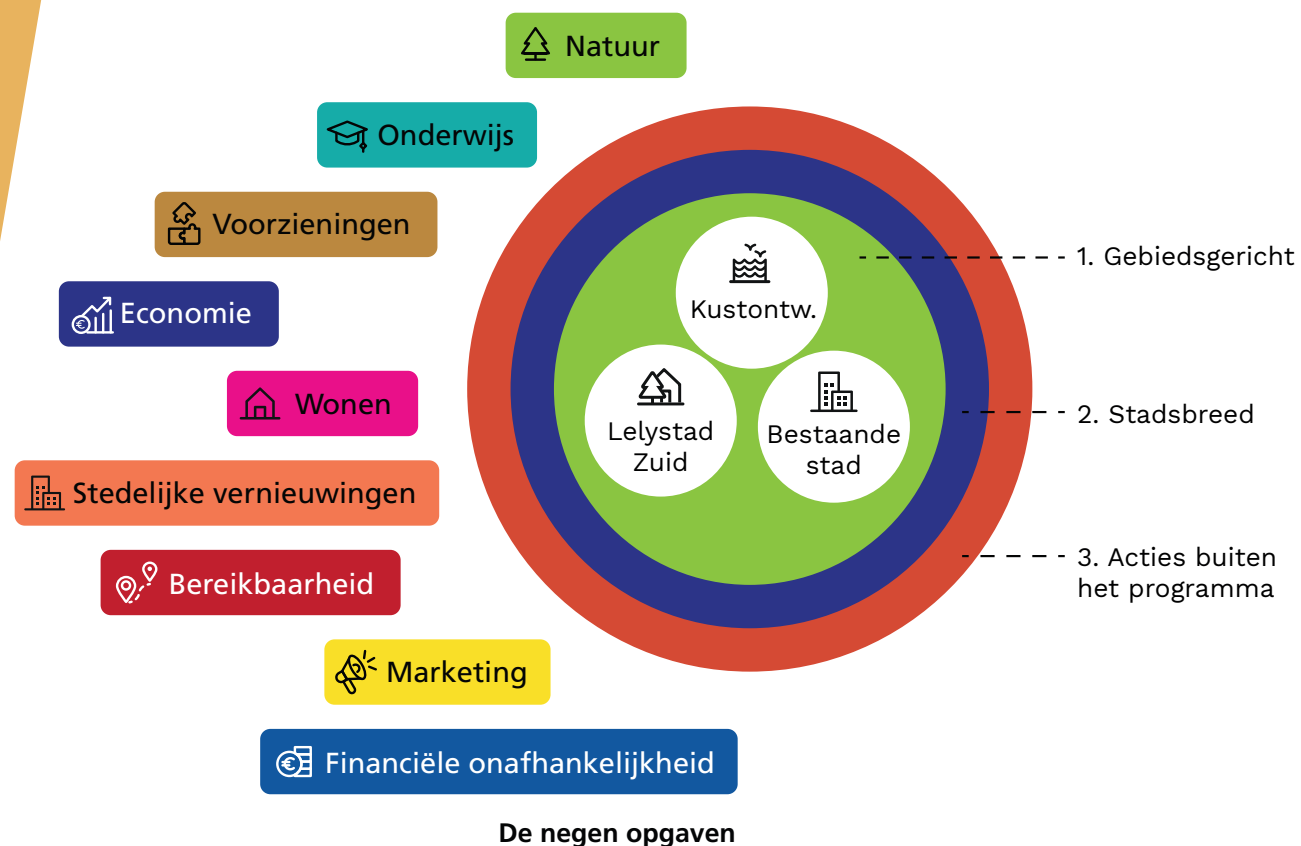 Natuur
Onderwijs
Voorzieningen
Economie
Wonen
Stedelijke vernieuwingen
Bereikbaarheid
Marketing
Financiële onafhankelijkheid
Kustontw.
Lelystad
Zuid
Bestaande
stad
1. Gebiedsgericht
2. Stadsbreed
3. Acties buiten
het programma
De negen opgaven